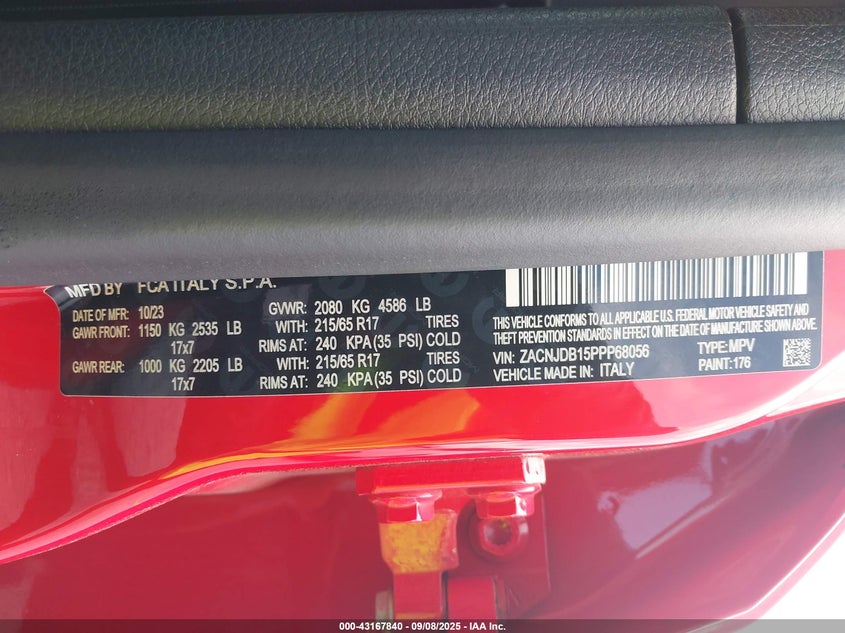 MFD BY FCA ITALY S.P.A.
DATE OF MFR: 10/23 GVWR: 2080 KG 4586 LB
GAWR FRONT: 1150 KG 2535 LB WITH: 215/65 R17 TIRES
17x7 RIMS AT: 240 KPA (35 PSI) COLD
GAWR REAR: 1000 KG 2205 LB WITH: 215/65 R17 TIRES
17x7 RIMS AT: 240 KPA (35 PSI) COLD
THIS VEHICLE CONFORMS TO ALL APPLICABLE U.S. FEDERAL MOTOR VEHICLE SAFETY AND
THEFT PREVENTION STANDARDS IN EFFECT ON THE DATE OF MANUFACTURE SHOWN ABOVE
VIN: ZACNJDB15PPP68056 TYPE: MPV
VEHICLE MADE IN: ITALY PAINT: 176
000-43167840 - 09/08/2025 - IAA Inc.